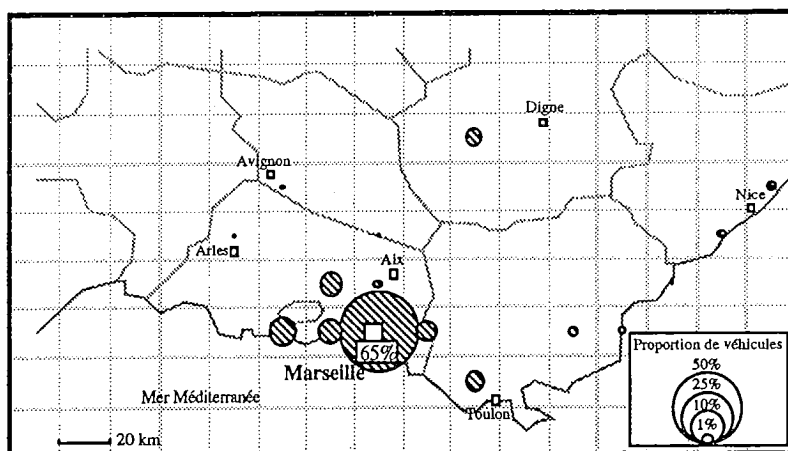 Digne
Avignon
Nice
Arles
Aix
65%
Marseille
Mer Méditerranée
Toulon
20 km
Proportion de véhicules
50%
25%
10%
1%